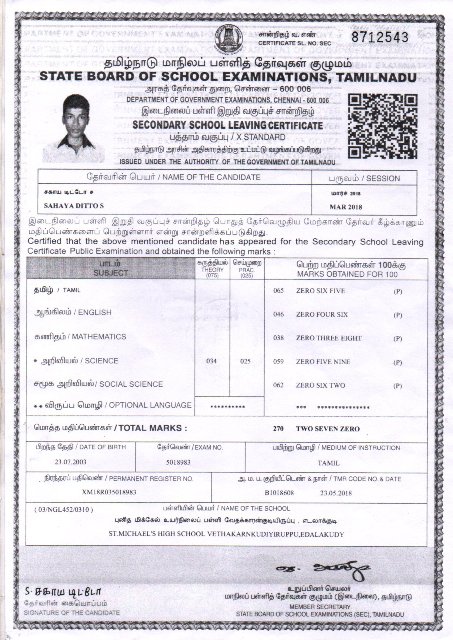 சான்றிதழ் வ. எண்
CERTIFICATE SL. NO. SEC 8712543
தமிழ்நாடு மாநிலப் பள்ளித் தேர்வுகள் குழுமம்
STATE BOARD OF SCHOOL EXAMINATIONS, TAMILNADU
அரசுத் தேர்வுகள் துறை, சென்னை – 600 006
DEPARTMENT OF GOVERNMENT EXAMINATIONS, CHENNAI - 600 006
இடைநிலைப் பள்ளி இறுதி வகுப்புச் சான்றிதழ்
SECONDARY SCHOOL LEAVING CERTIFICATE
பத்தாம் வகுப்பு / X STANDARD
தமிழ்நாடு அரசின் அதிகாரத்திற்கு உட்பட்டு வழங்கப்படுகிறது
ISSUED UNDER THE AUTHORITY OF THE GOVERNMENT OF TAMILNADU
தேர்வரின் பெயர் / NAME OF THE CANDIDATE பருவம் / SESSION
சகாய டிட்டோ ச மார்ச் 2018
SAHAYA DITTO S MAR 2018
இடைநிலைப் பள்ளி இறுதி வகுப்புச் சான்றிதழ் பொதுத் தேர்வெழுதிய மேற்காண் தேர்வர் கீழ்க்காணும்
மதிப்பெண்களைப் பெற்றுள்ளார் என்று சான்றளிக்கப்படுகிறது.
Certified that the above mentioned candidate has appeared for the Secondary School Leaving
Certificate Public Examination and obtained the following marks :
பாடம் கருத்தியல் செய்முறை பெற்ற மதிப்பெண்கள் 100க்கு
SUBJECT THEORY (075) PRAC. (025) MARKS OBTAINED FOR 100
தமிழ் / TAMIL 065 ZERO SIX FIVE (P)
ஆங்கிலம் / ENGLISH 046 ZERO FOUR SIX (P)
கணிதம் / MATHEMATICS 038 ZERO THREE EIGHT (P)
* அறிவியல் / SCIENCE 034 025 059 ZERO FIVE NINE (P)
சமூக அறிவியல் / SOCIAL SCIENCE 062 ZERO SIX TWO (P)
** விருப்ப மொழி / OPTIONAL LANGUAGE ********** *** ***************
மொத்த மதிப்பெண்கள் / TOTAL MARKS : 270 TWO SEVEN ZERO
பிறந்த தேதி / DATE OF BIRTH தேர்வெண் / EXAM NO. பயிற்று மொழி / MEDIUM OF INSTRUCTION
23.07.2003 5018983 TAMIL
நிரந்தரப் பதிவெண் / PERMANENT REGISTER NO. அ. ம. ப. குறியீட்டெண் & நாள் / TMR CODE NO. & DATE
XM18R035018983 B1018608 23.05.2018
( 03/NGL452/0310 ) பள்ளியின் பெயர் / NAME OF THE SCHOOL
புனித மிக்கேல் உயர்நிலைப் பள்ளி வேதக்காரன்குடியிருப்பு , எடலாக்குடி
ST.MICHAEL'S HIGH SCHOOL VETHAKARNKUDIYIRUPPU,EDALAKUDY
S. சகாய டிட்டோ
தேர்வரின் கையொப்பம்
SIGNATURE OF THE CANDIDATE
உறுப்பினர் செயலர்
மாநிலப் பள்ளித் தேர்வுகள் குழுமம் (இடைநிலை), தமிழ்நாடு
MEMBER SECRETARY
STATE BOARD OF SCHOOL EXAMINATIONS (SEC), TAMILNADU